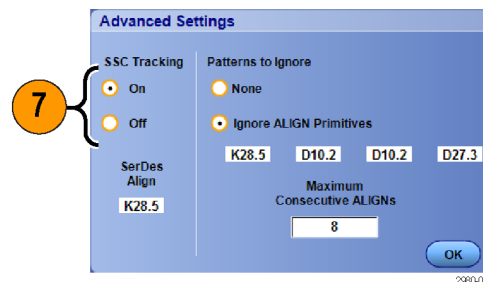 Advanced Settings
SSC Tracking
Patterns to Ignore
7
On
None
Off
Ignore ALIGN Primitives
K28.5 D10.2 D10.2 D27.3
SerDes
Align
K28.5
Maximum
Consecutive ALIGNs
8
OK